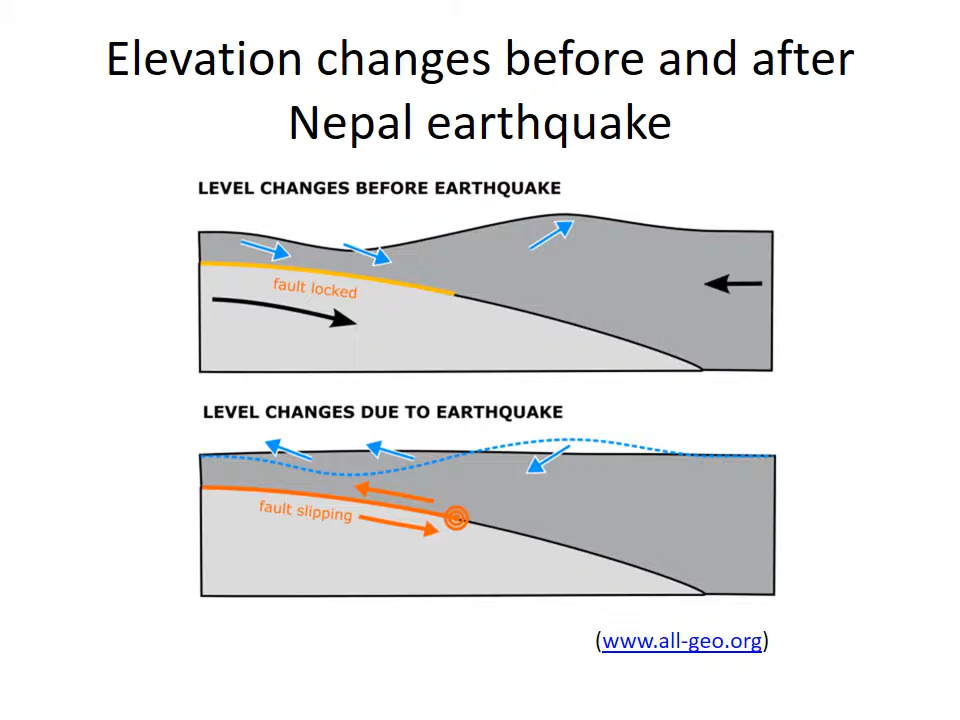 Elevation changes before and after
Nepal earthquake
LEVEL CHANGES BEFORE EARTHQUAKE
fault locked
LEVEL CHANGES DUE TO EARTHQUAKE
fault slipping
(www.all-geo.org)